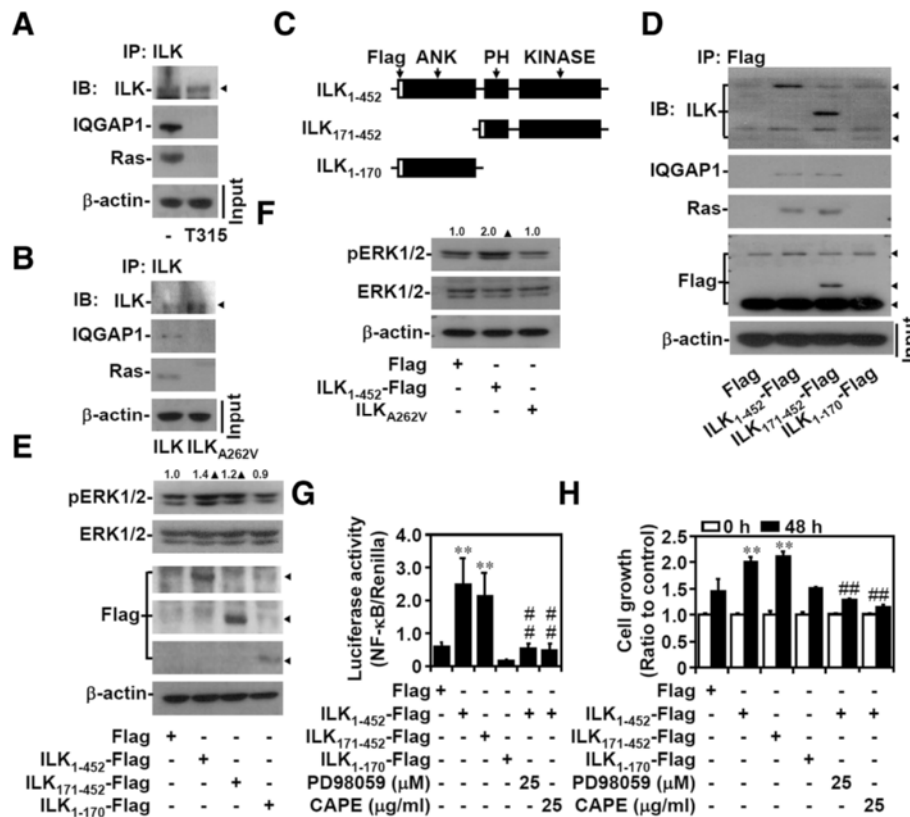 A
IP: ILK
IB: ILK-
IQGAP1-
Ras-
β-actin-
Input
- T315
B
IP: ILK
IB: ILK-
IQGAP1-
Ras-
β-actin-
Input
ILK ILKA262V
C
Flag ANK PH KINASE
ILK1-452
ILK171-452
ILK1-170
D
IP: Flag
IB: ILK
IQGAP1-
Ras-
Flag
β-actin-
Input
Flag
ILK1-452-Flag
ILK171-452-Flag
ILK1-170-Flag
E
1.0 1.4▲ 1.2▲ 0.9
pERK1/2-
ERK1/2-
Flag
β-actin-
Flag + - - -
ILK1-452-Flag - + - -
ILK171-452-Flag - - + -
ILK1-170-Flag - - - +
F
1.0 2.0 ▲ 1.0
pERK1/2-
ERK1/2-
β-actin-
Flag + - -
ILK1-452-Flag - + -
ILKA262V - - +
G
Luciferase activity
(NF-κB/Renilla)
4.0
3.0
2.0
1.0
0.0
** ** ## ##
Flag + - - - - -
ILK1-452-Flag - + - - + +
ILK171-452-Flag - - + - - -
ILK1-170-Flag - - - + - -
PD98059 (μM) - - - - 25 -
CAPE (μg/ml) - - - - - 25
H
0 h 48 h
Cell growth
(Ratio to control)
2.5
2.0
1.5
1.0
0
** ** ## ##
Flag + - - - - -
ILK1-452-Flag - + - - + +
ILK171-452-Flag - - + - - -
ILK1-170-Flag - - - + - -
PD98059 (μM) - - - - 25 -
CAPE (μg/ml) - - - - - 25